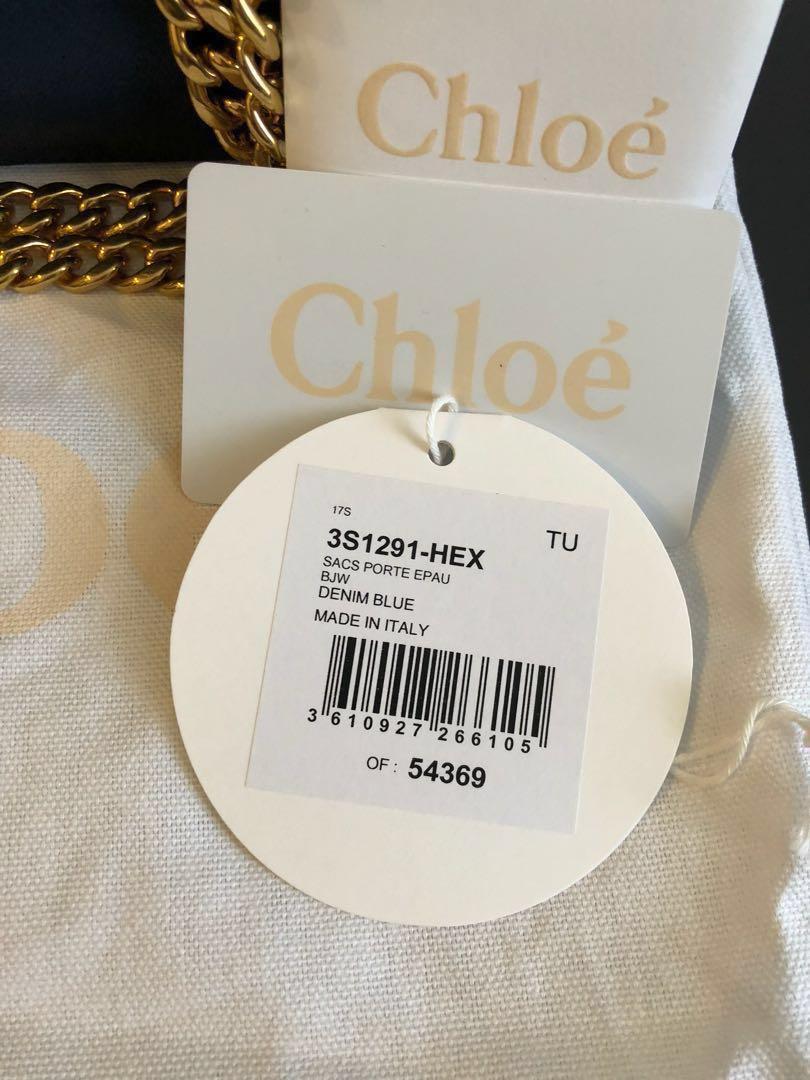 Chloé
Chloé
17S
TU
3S1291-HEX
SACS PORTE EPAU
BJW
DENIM BLUE
MADE IN ITALY
3 610927 266105
OF: 54369